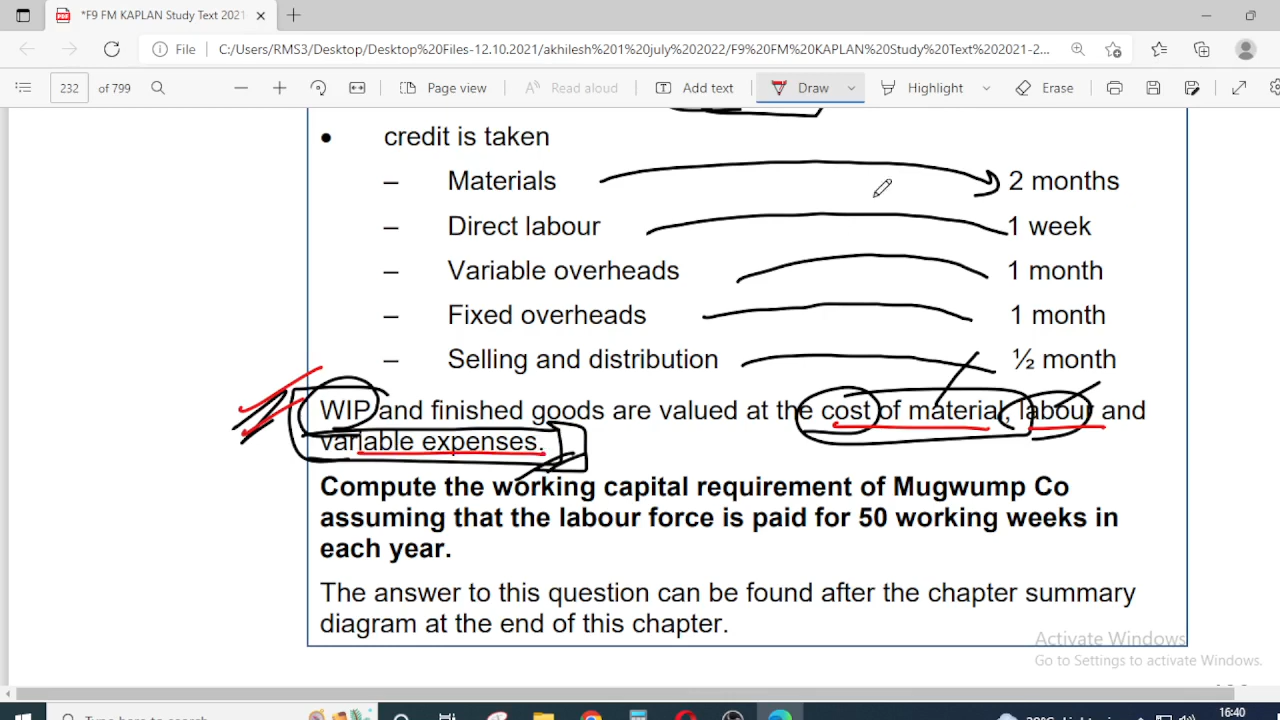 *F9 FM KAPLAN Study Text 2021
File C:/Users/RMS3/Desktop/Desktop%20Files-12.10.2021/akhilesh%201%20july%202022/F9%20FM%20KAPLAN%20Study%20Text%202021-2...
232 of 799 Page view Read aloud Add text Draw Highlight Erase
• credit is taken
– Materials 2 months
– Direct labour 1 week
– Variable overheads 1 month
– Fixed overheads 1 month
– Selling and distribution ½ month
WIP and finished goods are valued at the cost of material, labour and
variable expenses.
Compute the working capital requirement of Mugwump Co
assuming that the labour force is paid for 50 working weeks in
each year.
The answer to this question can be found after the chapter summary
diagram at the end of this chapter.
Activate Windows
Go to Settings to activate Windows.
16:40